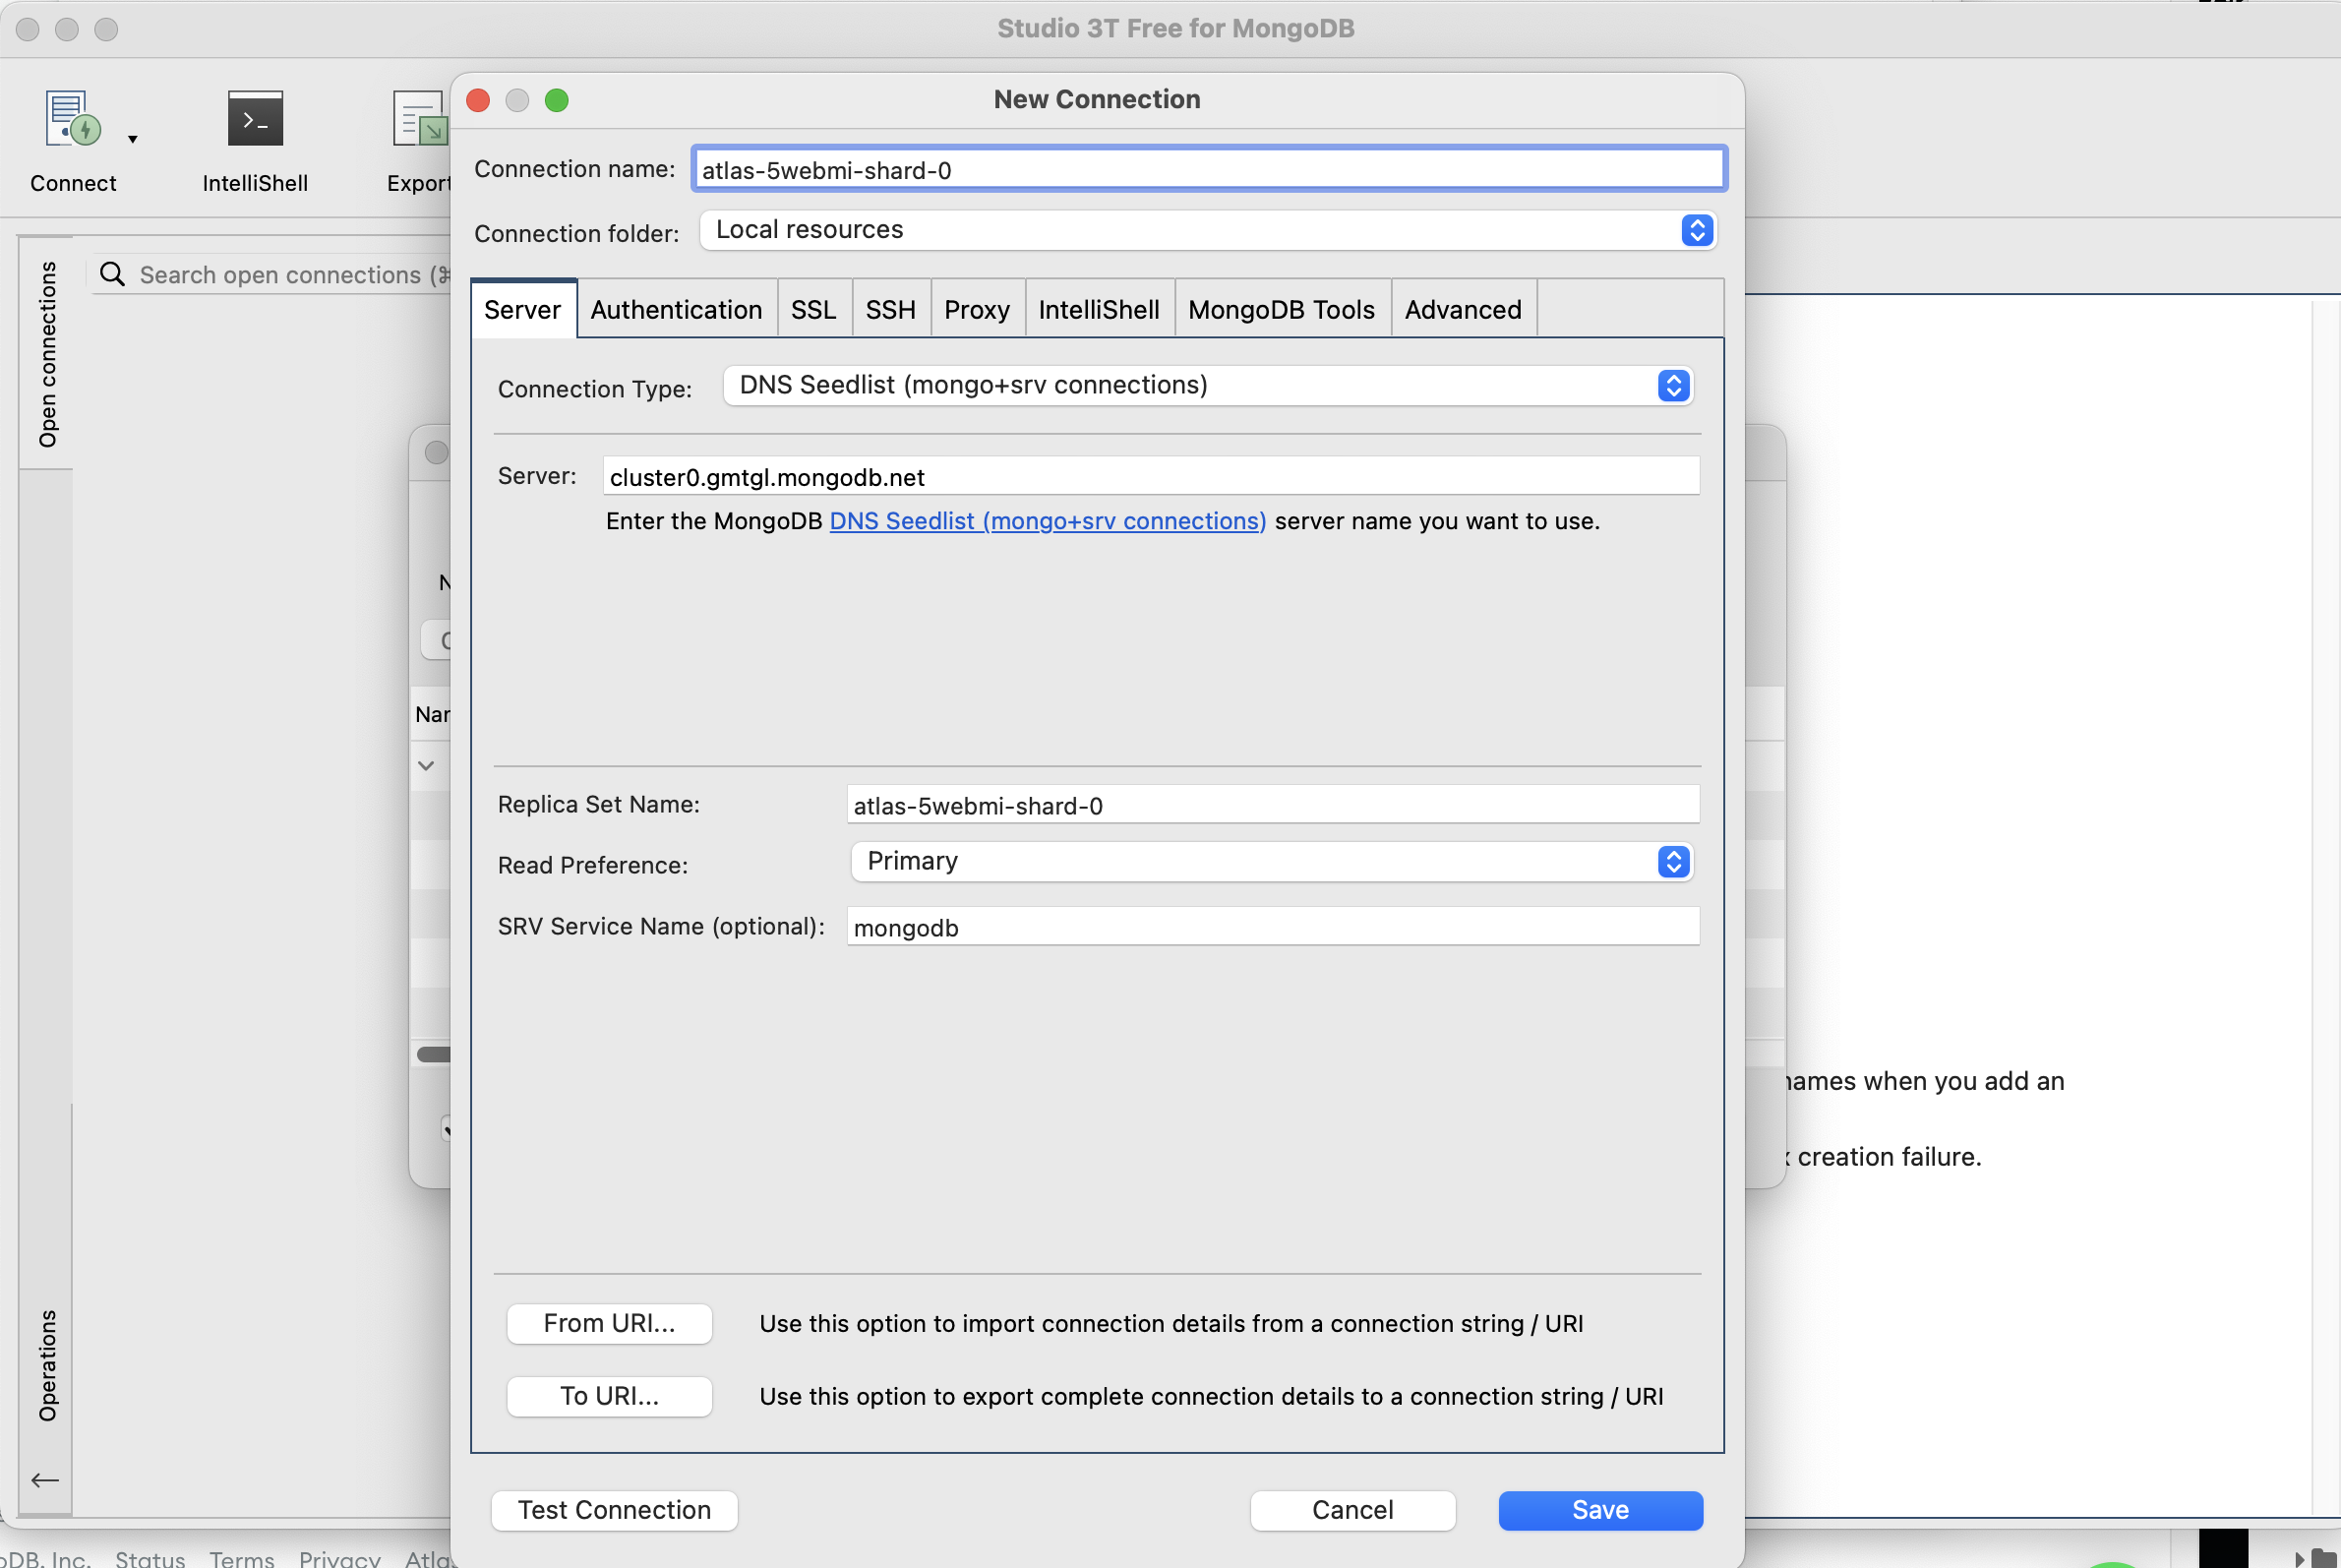 Studio 3T Free for MongoDB
Connect
IntelliShell
Export
Open connections
Search open connections (⌘
New Connection
Connection name: atlas-5webmi-shard-0
Connection folder: Local resources
Server Authentication SSL SSH Proxy IntelliShell MongoDB Tools Advanced
Connection Type: DNS Seedlist (mongo+srv connections)
Server: cluster0.gmtgl.mongodb.net
Enter the MongoDB DNS Seedlist (mongo+srv connections) server name you want to use.
Replica Set Name: atlas-5webmi-shard-0
Read Preference: Primary
SRV Service Name (optional): mongodb
names when you add an
creation failure.
From URI... Use this option to import connection details from a connection string / URI
To URI... Use this option to export complete connection details to a connection string / URI
Operations
Test Connection Cancel Save
Inc. Status Terms Privacy